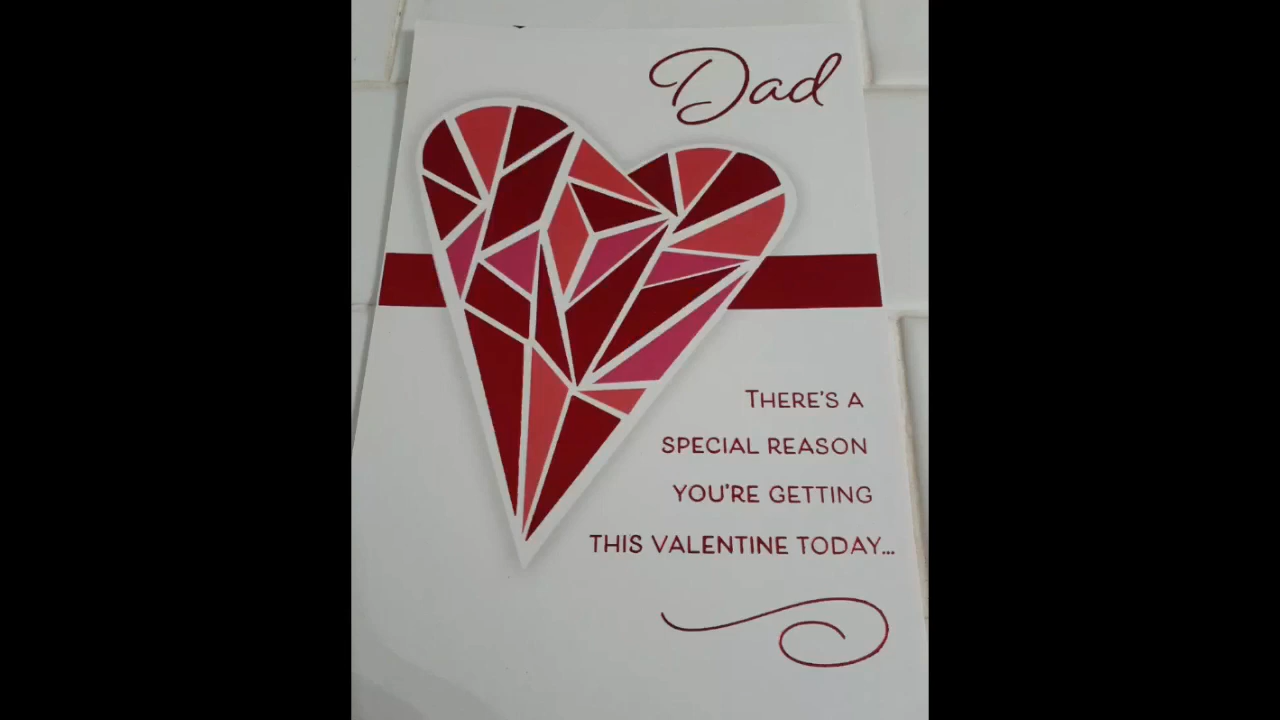 Dad
THERE'S A
SPECIAL REASON
YOU'RE GETTING
THIS VALENTINE TODAY...